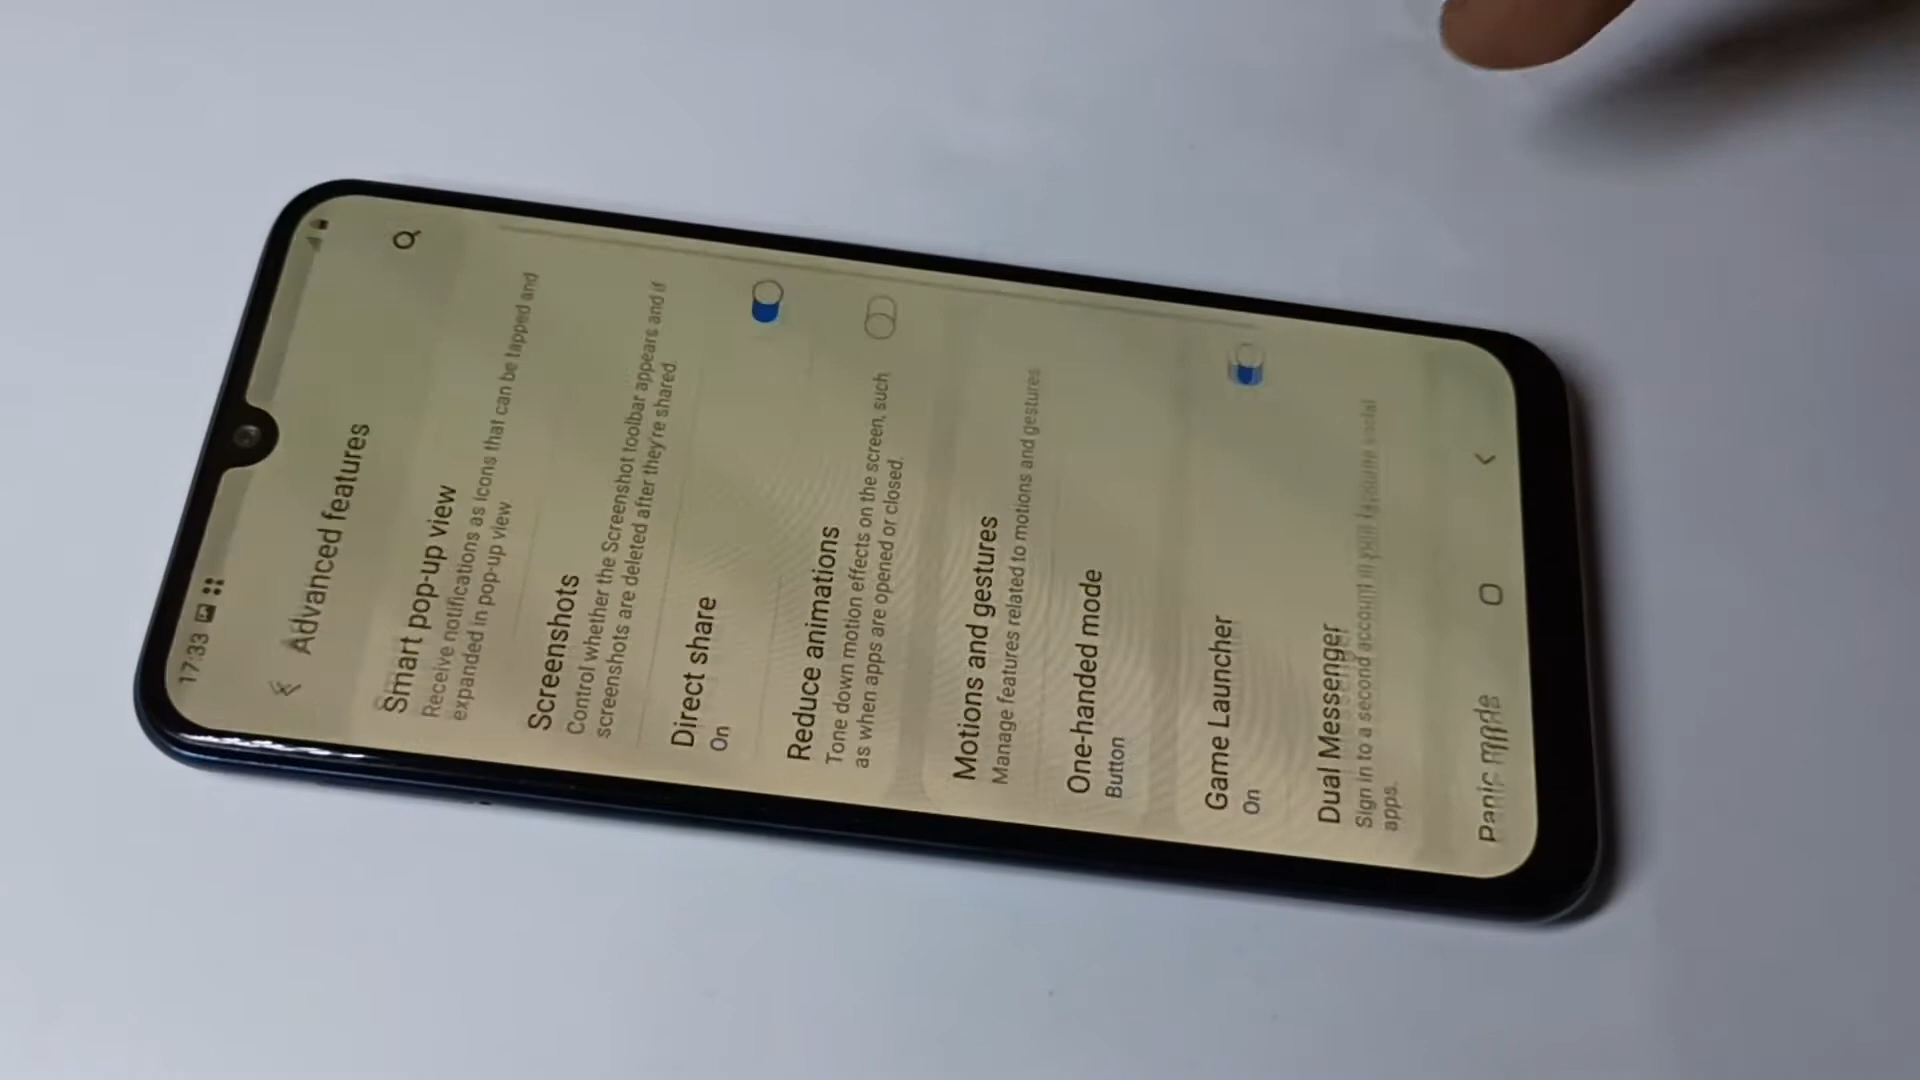 17:33
Advanced features
Smart pop-up view
Receive notifications as icons that can be tapped and
expanded in pop-up view.
Screenshots
Control whether the Screenshot toolbar appears and if
screenshots are deleted after they're shared.
Direct share
On
Reduce animations
Tone down motion effects on the screen, such
as when apps are opened or closed.
Motions and gestures
Manage features related to motions and gestures
One-handed mode
Button
Game Launcher
On
Dual Messenger
Sign in to a second account in your favourite social
apps.
Panic mode